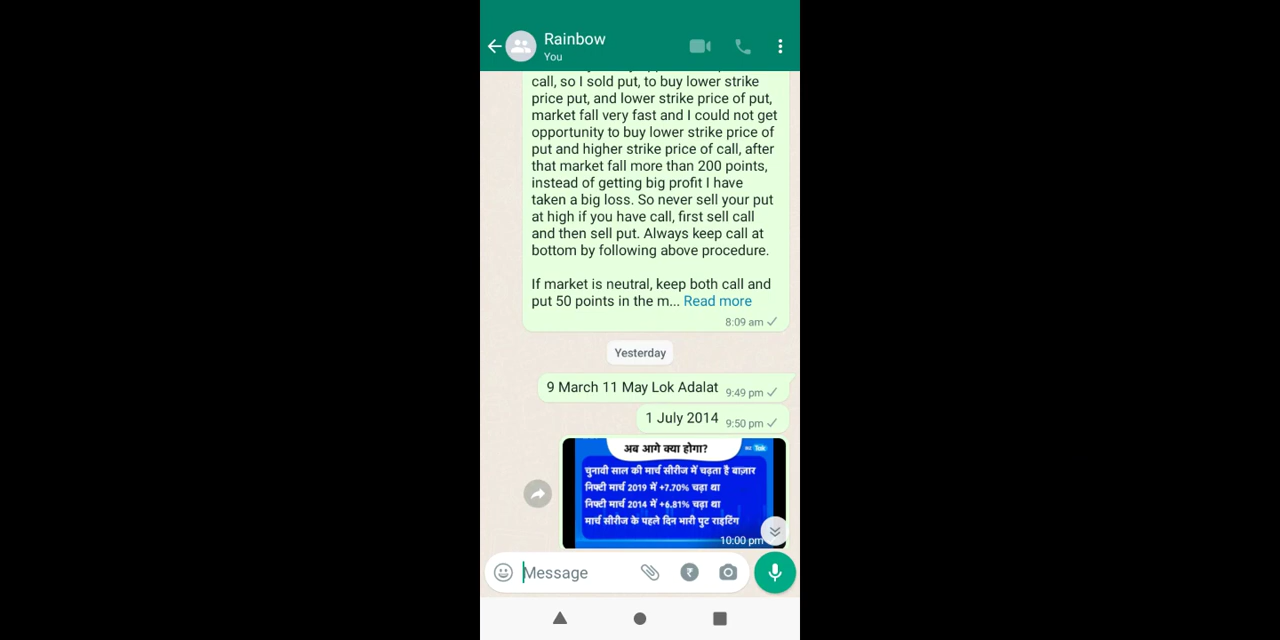 Rainbow
You
call, so I sold put, to buy lower strike
price put, and lower strike price of put,
market fall very fast and I could not get
opportunity to buy lower strike price of
put and higher strike price of call, after
that market fall more than 200 points,
instead of getting big profit I have
taken a big loss. So never sell your put
at high if you have call, first sell call
and then sell put. Always keep call at
bottom by following above procedure.
If market is neutral, keep both call and
put 50 points in the m... Read more
8:09 am
Yesterday
9 March 11 May Lok Adalat 9:49 pm
1 July 2014 9:50 pm
अब आगे क्या होगा?
चुनावी साल की मार्च सीरीज में चढ़ता है बाज़ार
निफ्टी मार्च 2019 में +7.70% चढ़ा था
निफ्टी मार्च 2014 में +6.81% चढ़ा था
मार्च सीरीज के पहले दिन भारी पुट राइटिंग
10:00 pm
Message